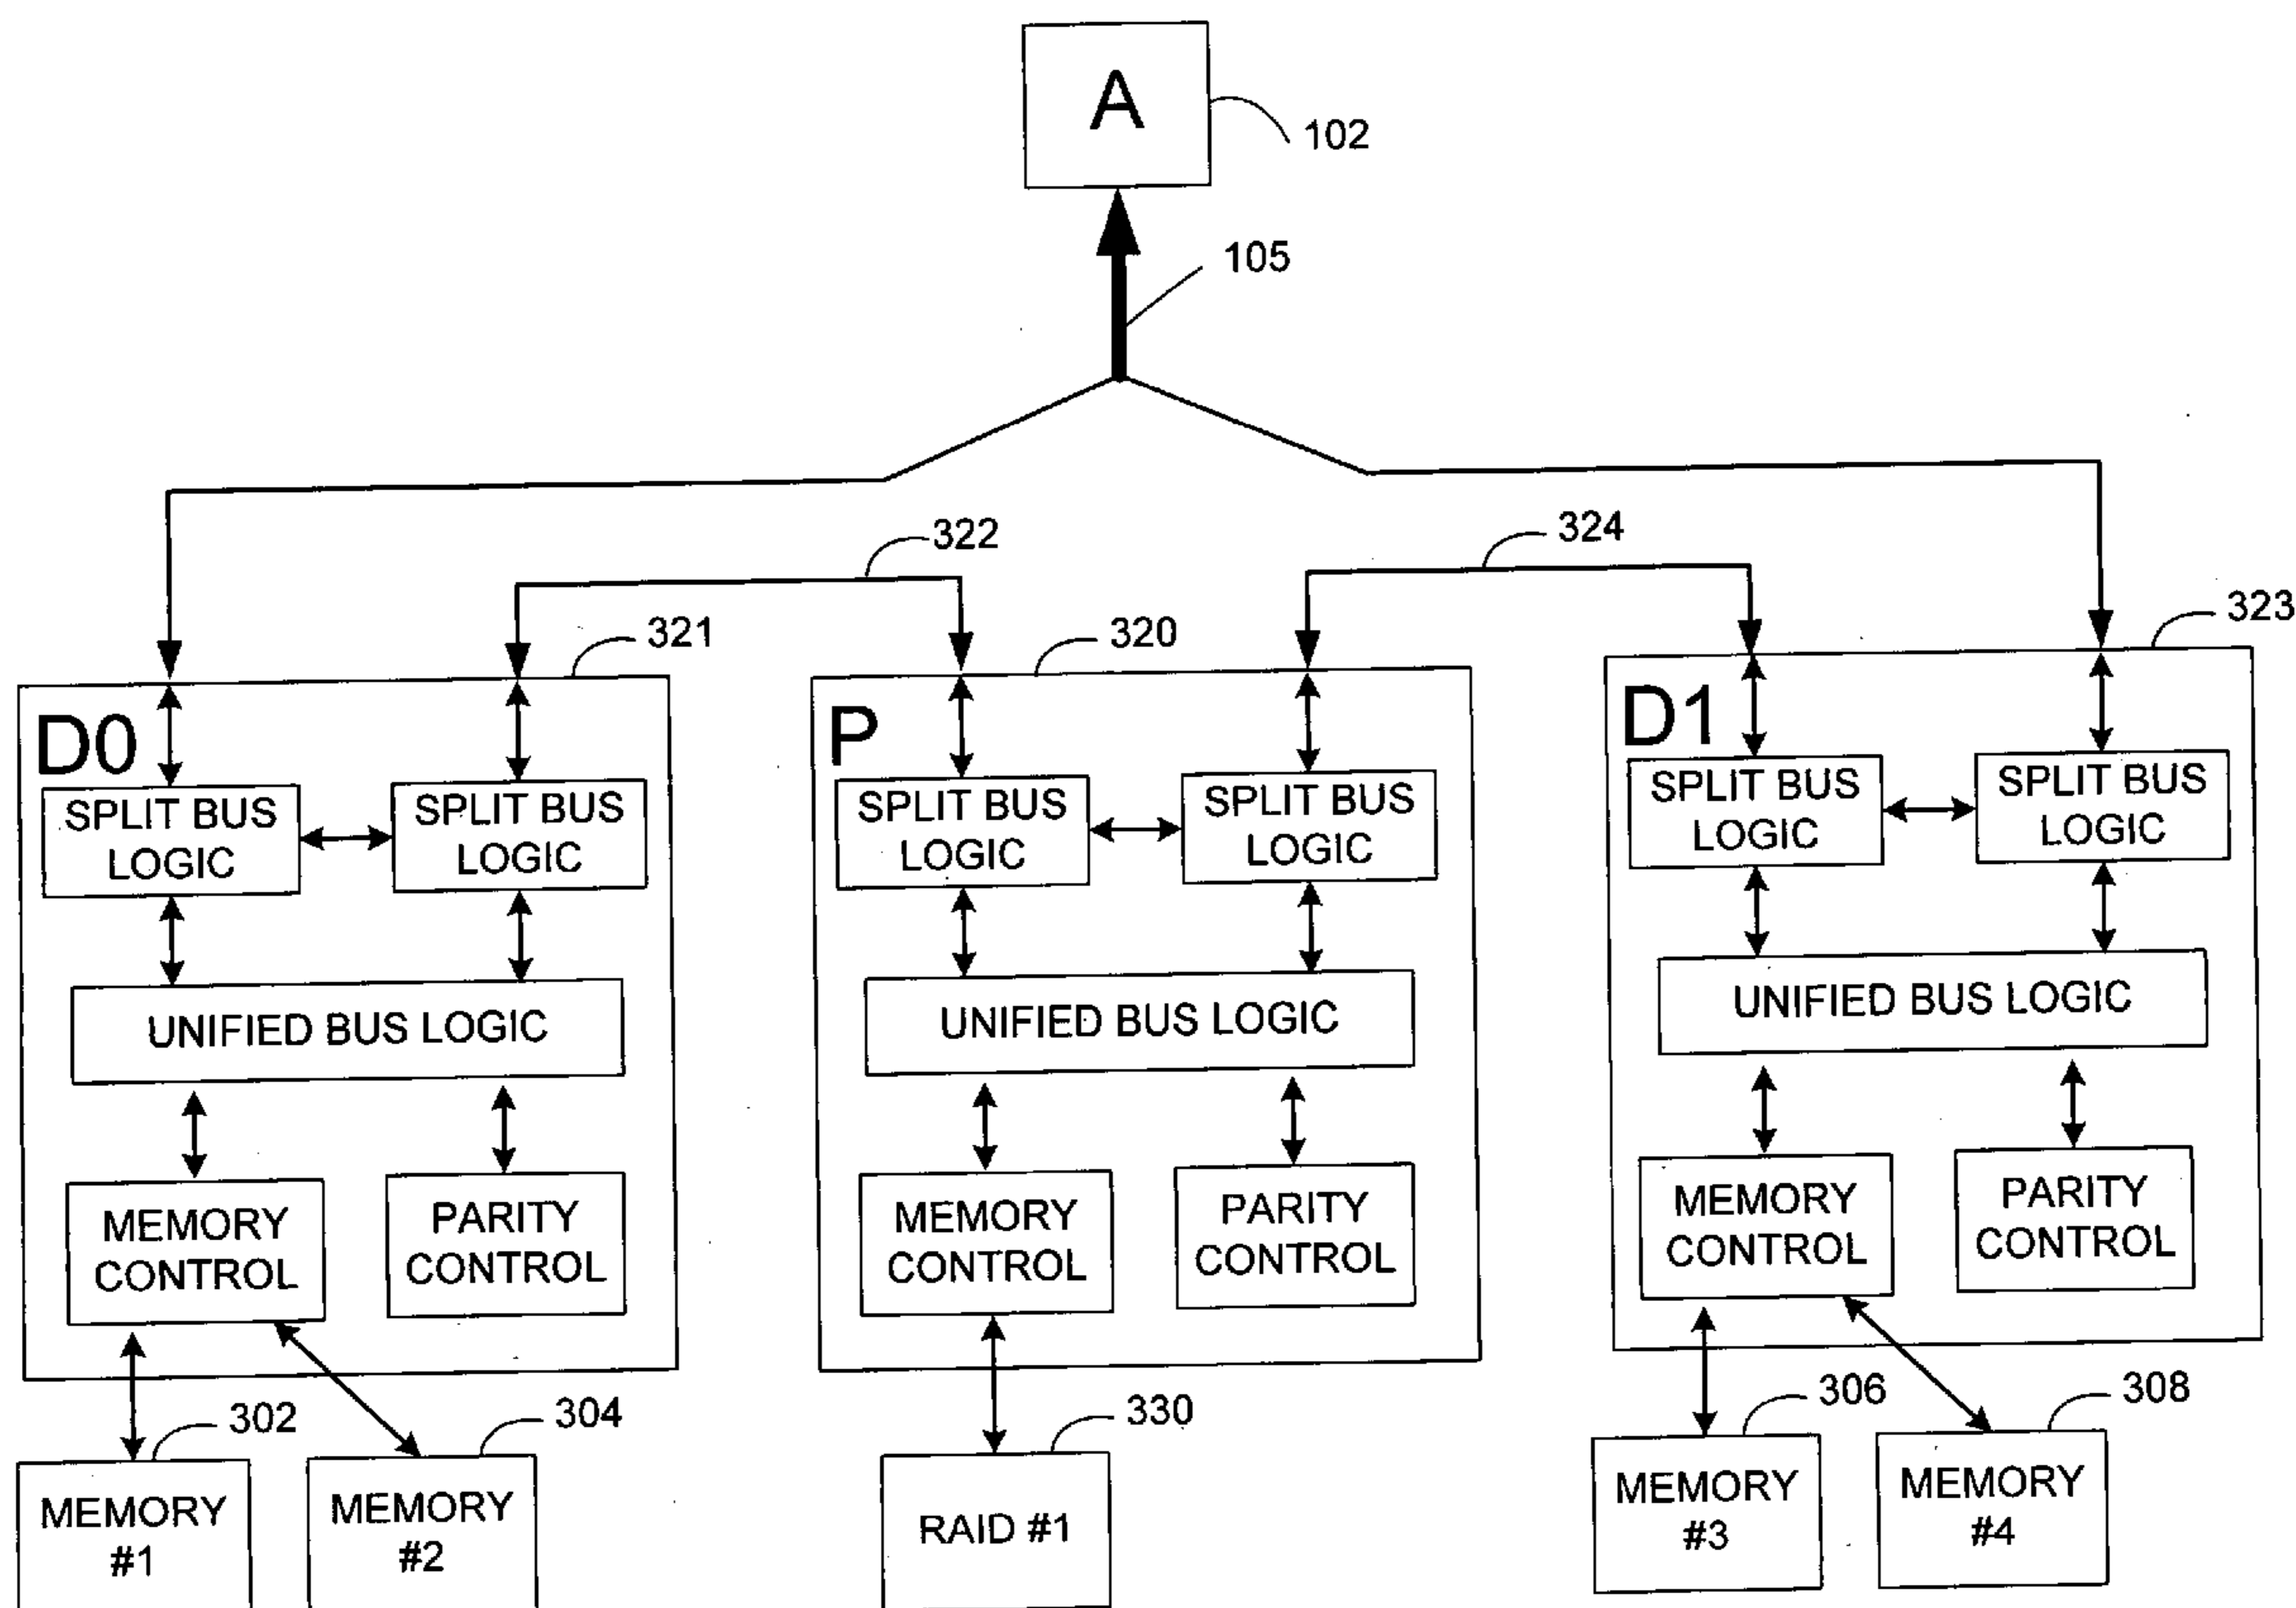 A
102
105
322
324
321
320
323
D0
SPLIT BUS
LOGIC
SPLIT BUS
LOGIC
UNIFIED BUS LOGIC
MEMORY
CONTROL
PARITY
CONTROL
P
SPLIT BUS
LOGIC
SPLIT BUS
LOGIC
UNIFIED BUS LOGIC
MEMORY
CONTROL
PARITY
CONTROL
D1
SPLIT BUS
LOGIC
SPLIT BUS
LOGIC
UNIFIED BUS LOGIC
MEMORY
CONTROL
PARITY
CONTROL
302
MEMORY
#1
304
MEMORY
#2
330
RAID #1
306
MEMORY
#3
308
MEMORY
#4